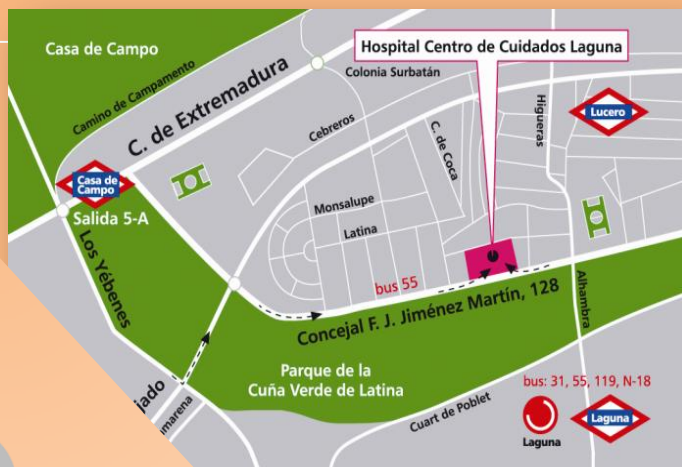 Casa de Campo
Hospital Centro de Cuidados Laguna
Camino de Campamento
C. de Extremadura
Colonia Surbatán
Cebreros
C. de Coca
Higueras
Lucero
Casa de
Campo
Salida 5-A
Monsalupe
Latina
Los Yébenes
bus 55
Concejal F. J. Jiménez Martín, 128
Alhambra
Parque de la
Cuña Verde de Latina
bus: 31, 55, 119, N-18
Cuart de Poblet
Laguna
Laguna